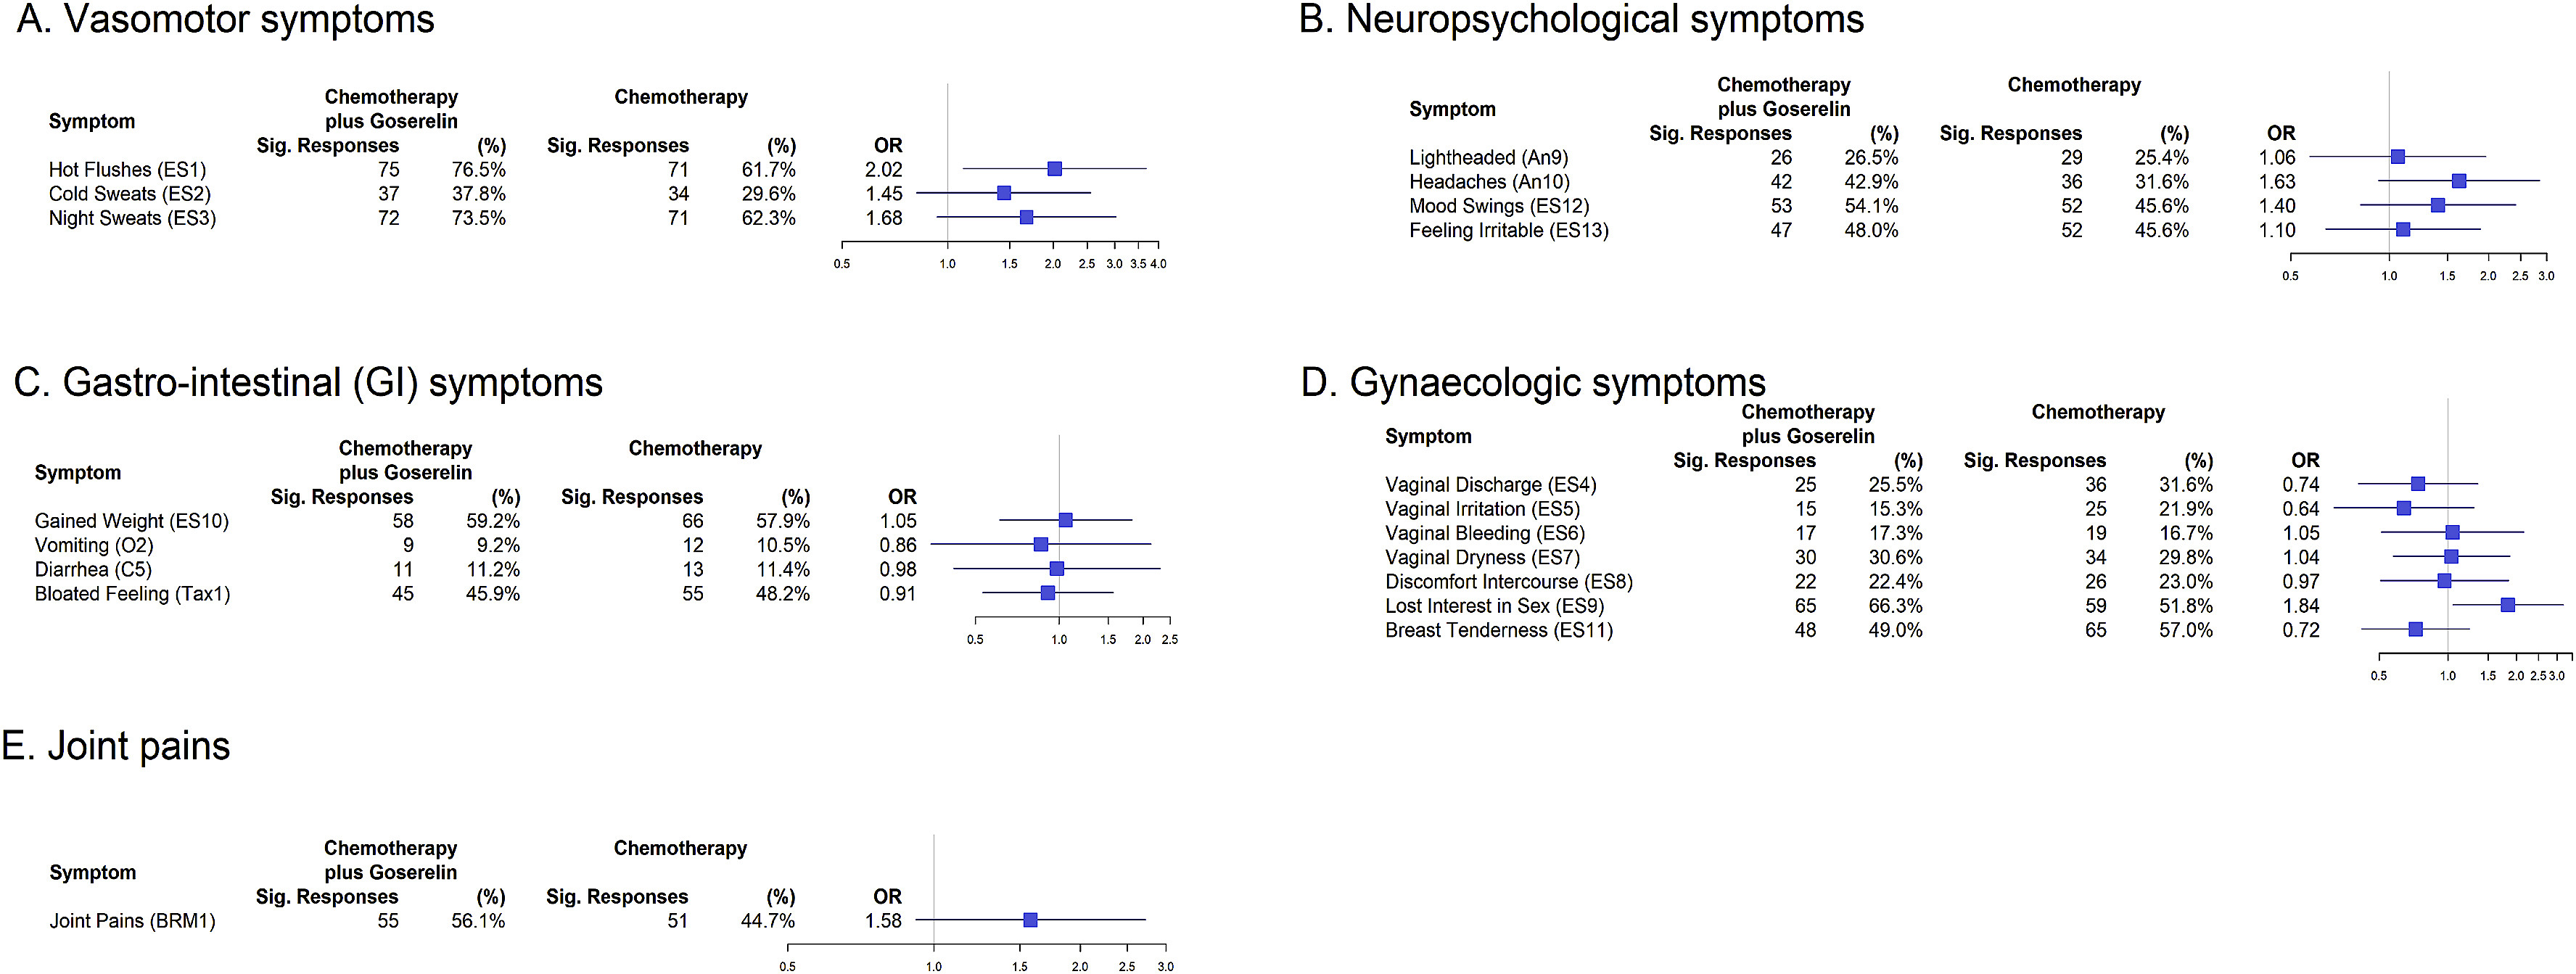 A. Vasomotor symptoms
Chemotherapy Chemotherapy
Symptom plus Goserelin
Sig. Responses (%) Sig. Responses (%) OR
Hot Flushes (ES1) 75 76.5% 71 61.7% 2.02
Cold Sweats (ES2) 37 37.8% 34 29.6% 1.45
Night Sweats (ES3) 72 73.5% 71 62.3% 1.68
0.5 1.0 1.5 2.0 2.5 3.0 3.5 4.0
B. Neuropsychological symptoms
Chemotherapy Chemotherapy
Symptom plus Goserelin
Sig. Responses (%) Sig. Responses (%) OR
Lightheaded (An9) 26 26.5% 29 25.4% 1.06
Headaches (An10) 42 42.9% 36 31.6% 1.63
Mood Swings (ES12) 53 54.1% 52 45.6% 1.40
Feeling Irritable (ES13) 47 48.0% 52 45.6% 1.10
0.5 1.0 1.5 2.0 2.5 3.0
C. Gastro-intestinal (GI) symptoms
Chemotherapy Chemotherapy
Symptom plus Goserelin
Sig. Responses (%) Sig. Responses (%) OR
Gained Weight (ES10) 58 59.2% 66 57.9% 1.05
Vomiting (O2) 9 9.2% 12 10.5% 0.86
Diarrhea (C5) 11 11.2% 13 11.4% 0.98
Bloated Feeling (Tax1) 45 45.9% 55 48.2% 0.91
0.5 1.0 1.5 2.0 2.5
D. Gynaecologic symptoms
Chemotherapy Chemotherapy
Symptom plus Goserelin
Sig. Responses (%) Sig. Responses (%) OR
Vaginal Discharge (ES4) 25 25.5% 36 31.6% 0.74
Vaginal Irritation (ES5) 15 15.3% 25 21.9% 0.64
Vaginal Bleeding (ES6) 17 17.3% 19 16.7% 1.05
Vaginal Dryness (ES7) 30 30.6% 34 29.8% 1.04
Discomfort Intercourse (ES8) 22 22.4% 26 23.0% 0.97
Lost Interest in Sex (ES9) 65 66.3% 59 51.8% 1.84
Breast Tenderness (ES11) 48 49.0% 65 57.0% 0.72
0.5 1.0 1.5 2.0 2.5 3.0
E. Joint pains
Chemotherapy Chemotherapy
Symptom plus Goserelin
Sig. Responses (%) Sig. Responses (%) OR
Joint Pains (BRM1) 55 56.1% 51 44.7% 1.58
0.5 1.0 1.5 2.0 2.5 3.0